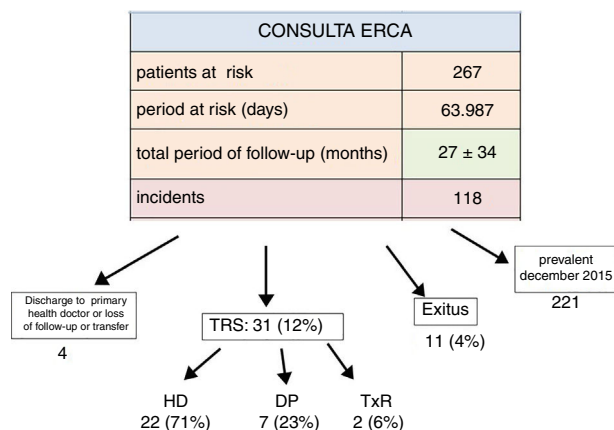 CONSULTA ERCA
patients at risk 267
period at risk (days) 63.987
total period of follow-up (months) 27 ± 34
incidents 118
Discharge to primary
health doctor or loss
of follow-up or transfer
4
TRS: 31 (12%)
Exitus
11 (4%)
prevalent
december 2015
221
HD
22 (71%)
DP
7 (23%)
TxR
2 (6%)